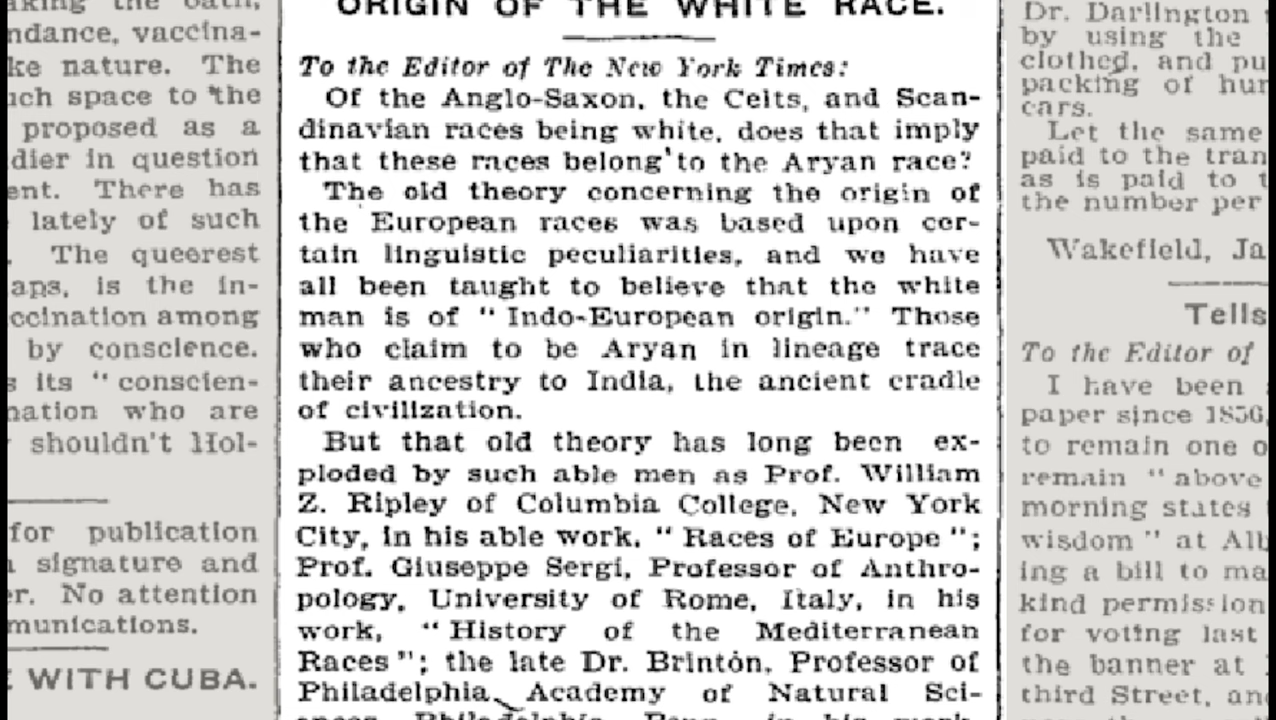 aking the oath,
ndance, vaccina-
ke nature. The
uch space to the
proposed as a
dier in question
ent. There has
lately of such
. The queerest
aps, is the in-
ccination among
by conscience.
s its "conscien-
nation who are
shouldn't Hol-
for publication
signature and
er. No attention
munications.
WITH CUBA.
ORIGIN OF THE WHITE RACE.
To the Editor of The New York Times:
Of the Anglo-Saxon, the Celts, and Scan-
dinavian races being white, does that imply
that these races belong to the Aryan race?
The old theory concerning the origin of
the European races was based upon cer-
tain linguistic peculiarities, and we have
all been taught to believe that the white
man is of "Indo-European origin." Those
who claim to be Aryan in lineage trace
their ancestry to India, the ancient cradle
of civilization.
But that old theory has long been ex-
ploded by such able men as Prof. William
Z. Ripley of Columbia College, New York
City, in his able work, "Races of Europe";
Prof. Giuseppe Sergi, Professor of Anthro-
pology, University of Rome, Italy, in his
work, "History of the Mediterranean
Races"; the late Dr. Brinton, Professor of
Philadelphia Academy of Natural Sci-
ences, Philadelphia, Penn., in his work,
Dr. Darlington
by using the
clothed, and pu
packing of hum
cars.
Let the same
paid to the tran
as is paid to t
the number per
Wakefield, Ja
Tells
To the Editor of
I have been
paper since 1856,
to remain one o
remain "above
morning states
wisdom" at Alb
ing a bill to ma
kind permission
for voting last
the banner at
third Street, and